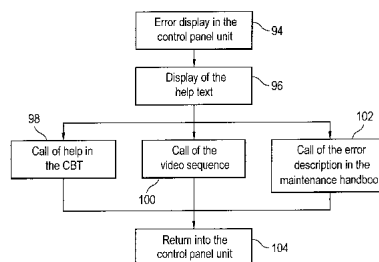 Error display in the
control panel unit
94
Display of the
help text
96
98
Call of help in
the CBT
Call of the
video sequence
100
102
Call of the error
description in the
maintenance handboo
Return into the
control panel unit
104